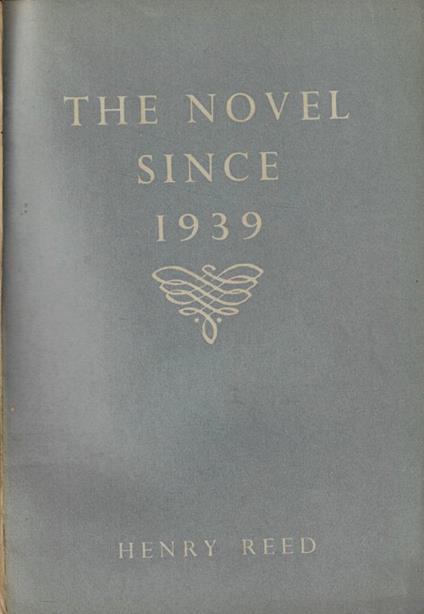 THE NOVEL
SINCE
1939
HENRY REED